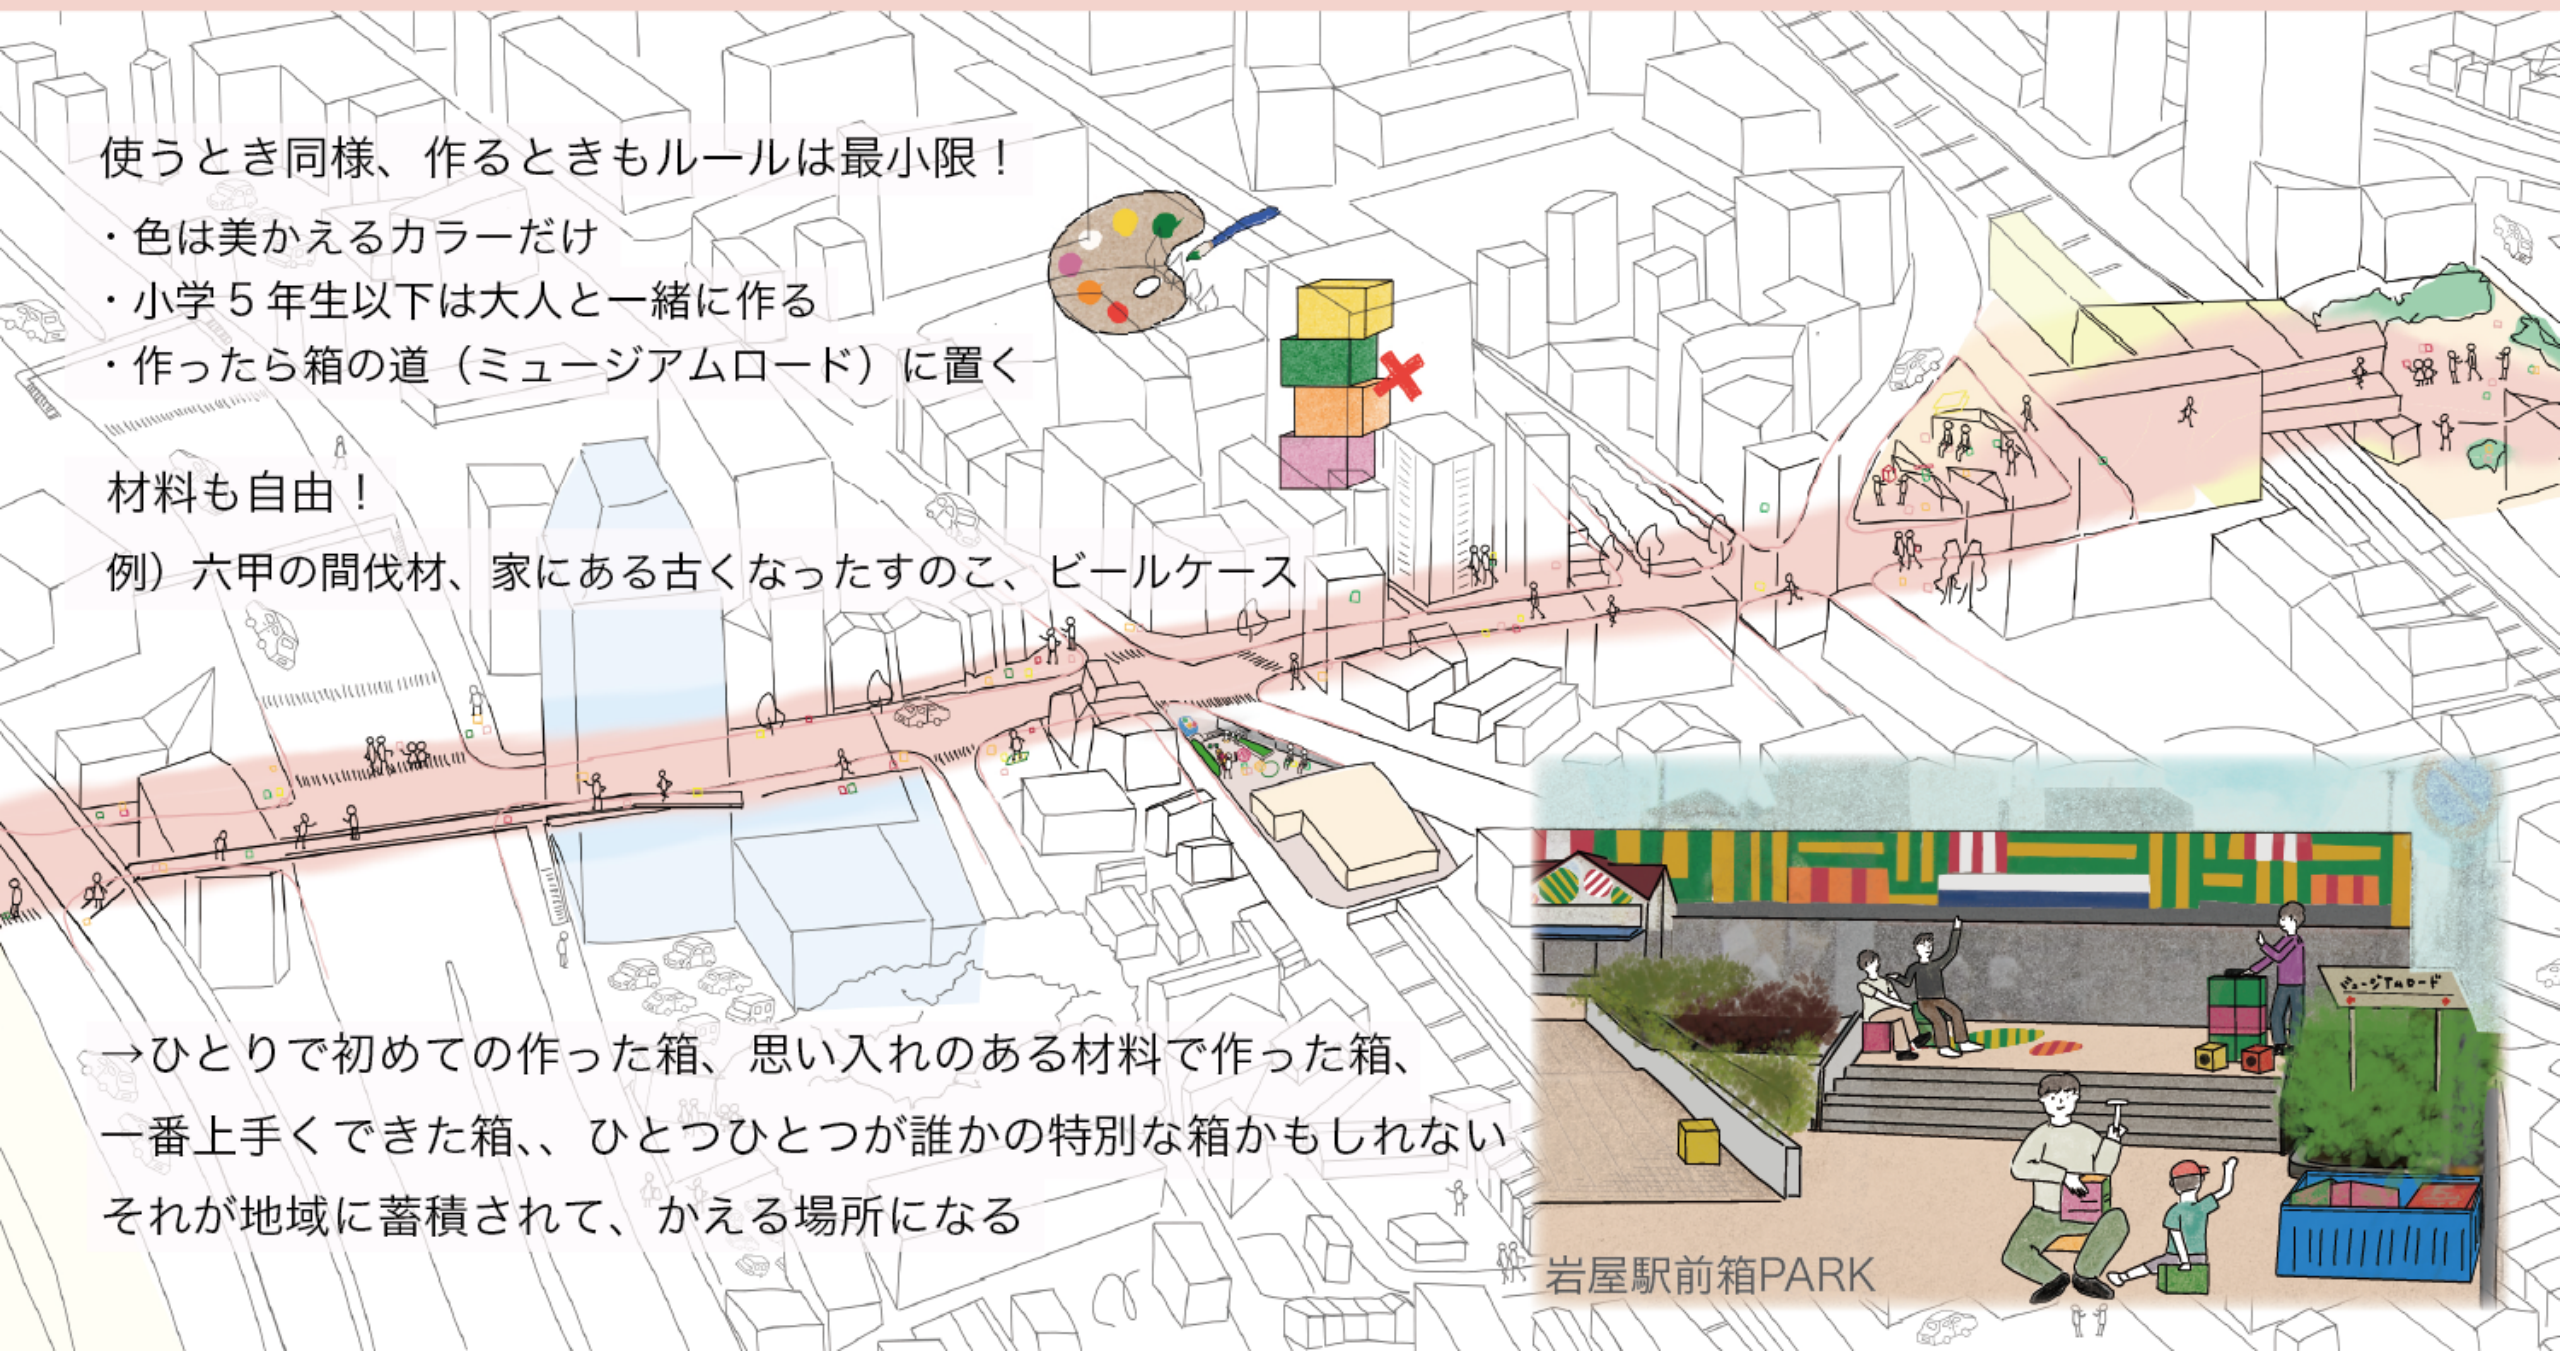 使うとき同様、作るときもルールは最小限！
・色は美かえるカラーだけ
・小学５年生以下は大人と一緒に作る
・作ったら箱の道（ミュージアムロード）に置く
材料も自由！
例）六甲の間伐材、家にある古くなったすのこ、ビールケース
→ひとりで初めての作った箱、思い入れのある材料で作った箱、
一番上手くできた箱、、ひとつひとつが誰かの特別な箱かもしれない
それが地域に蓄積されて、かえる場所になる
ミュージアムロード
岩屋駅前箱PARK